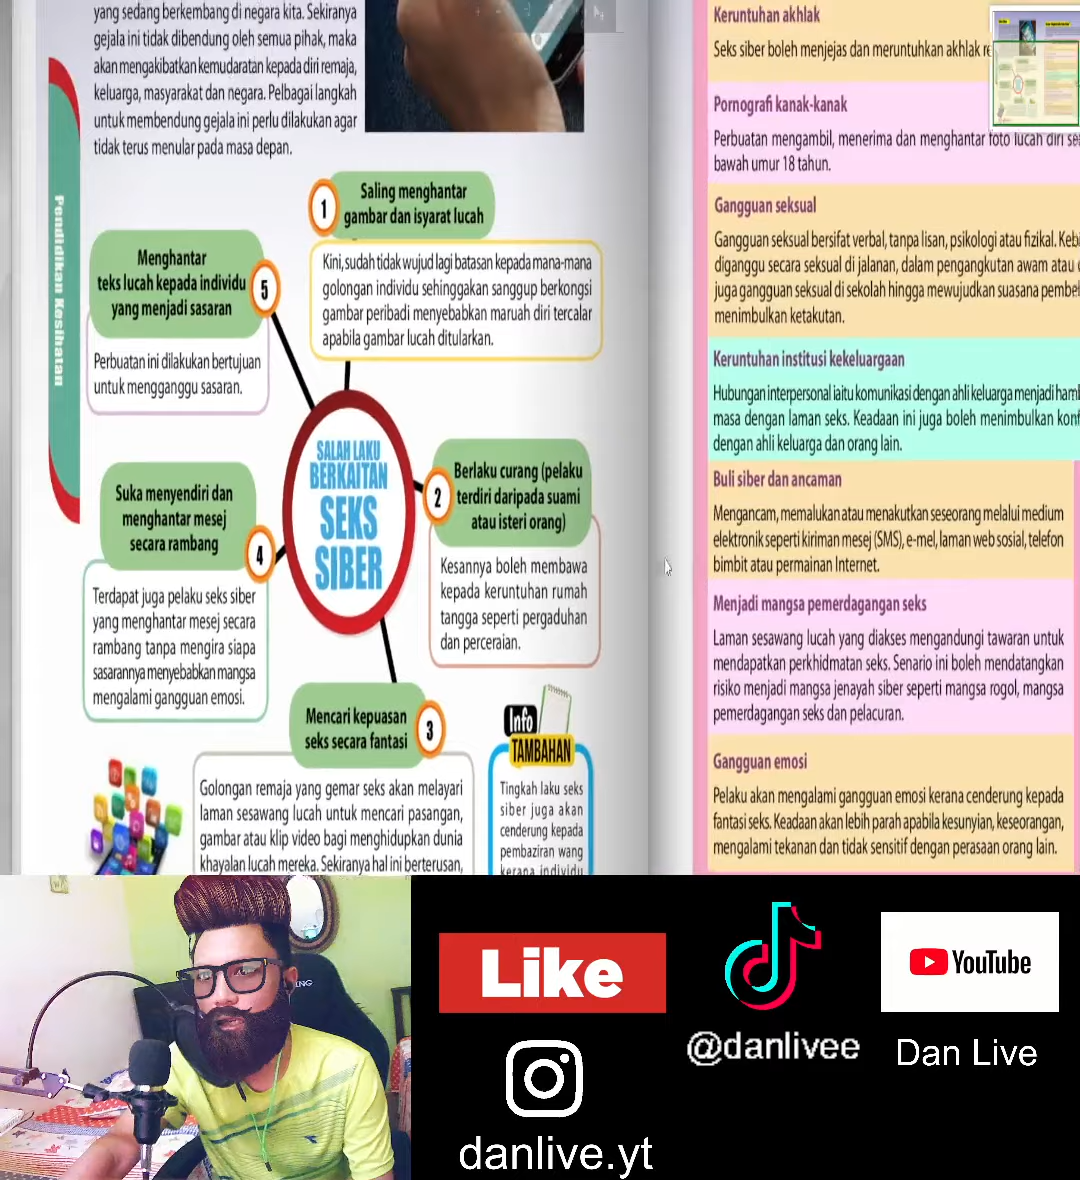 yang sedang berkembang di negara kita. Sekiranya
gejala ini tidak dibendung oleh semua pihak, maka
akan mengakibatkan kemudaratan kepada diri remaja,
keluarga, masyarakat dan negara. Pelbagai langkah
untuk membendung gejala ini perlu dilakukan agar
tidak terus menular pada masa depan.
Pendidikan Kesihatan
1
Saling menghantar
gambar dan isyarat lucah
Kini, sudah tidak wujud lagi batasan kepada mana-mana
golongan individu sehinggakan sanggup berkongsi
gambar peribadi menyebabkan maruah diri tercalar
apabila gambar lucah ditularkan.
Menghantar
teks lucah kepada individu
yang menjadi sasaran
5
Perbuatan ini dilakukan bertujuan
untuk mengganggu sasaran.
SALAH LAKU
BERKAITAN
SEKS
SIBER
2
Berlaku curang (pelaku
terdiri daripada suami
atau isteri orang)
Kesannya boleh membawa
kepada keruntuhan rumah
tangga seperti pergaduhan
dan perceraian.
Suka menyendiri dan
menghantar mesej
secara rambang
4
Terdapat juga pelaku seks siber
yang menghantar mesej secara
rambang tanpa mengira siapa
sasarannya menyebabkan mangsa
mengalami gangguan emosi.
Mencari kepuasan
seks secara fantasi
3
Golongan remaja yang gemar seks akan melayari
laman sesawang lucah untuk mencari pasangan,
gambar atau klip video bagi menghidupkan dunia
khayalan lucah mereka. Sekiranya hal ini berterusan,
Info
TAMBAHAN
Tingkah laku seks
siber juga akan
cenderung kepada
pembaziran wang
kerana individu
Keruntuhan akhlak
Seks siber boleh menjejas dan meruntuhkan akhlak
Pornografi kanak-kanak
Perbuatan mengambil, menerima dan menghantar foto lucah diri
bawah umur 18 tahun.
Gangguan seksual
Gangguan seksual bersifat verbal, tanpa lisan, psikologi atau fizikal.
diganggu secara seksual di jalanan, dalam pengangkutan awam atau
juga gangguan seksual di sekolah hingga mewujudkan suasana
menimbulkan ketakutan.
Keruntuhan institusi kekeluargaan
Hubungan interpersonal iaitu komunikasi dengan ahli keluarga menjadi
masa dengan laman seks. Keadaan ini juga boleh menimbulkan
dengan ahli keluarga dan orang lain.
Buli siber dan ancaman
Mengancam, memalukan atau menakutkan seseorang melalui medium
elektronik seperti kiriman mesej (SMS), e-mel, laman web sosial, telefon
bimbit atau permainan Internet.
Menjadi mangsa pemerdagangan seks
Laman sesawang lucah yang diakses mengandungi tawaran untuk
mendapatkan perkhidmatan seks. Senario ini boleh mendatangkan
risiko menjadi mangsa jenayah siber seperti mangsa rogol, mangsa
pemerdagangan seks dan pelacuran.
Gangguan emosi
Pelaku akan mengalami gangguan emosi kerana cenderung kepada
fantasi seks. Keadaan akan lebih parah apabila kesunyian, keseorangan,
mengalami tekanan dan tidak sensitif dengan perasaan orang lain.
Like
YouTube
@danlivee
Dan Live
danlive.yt